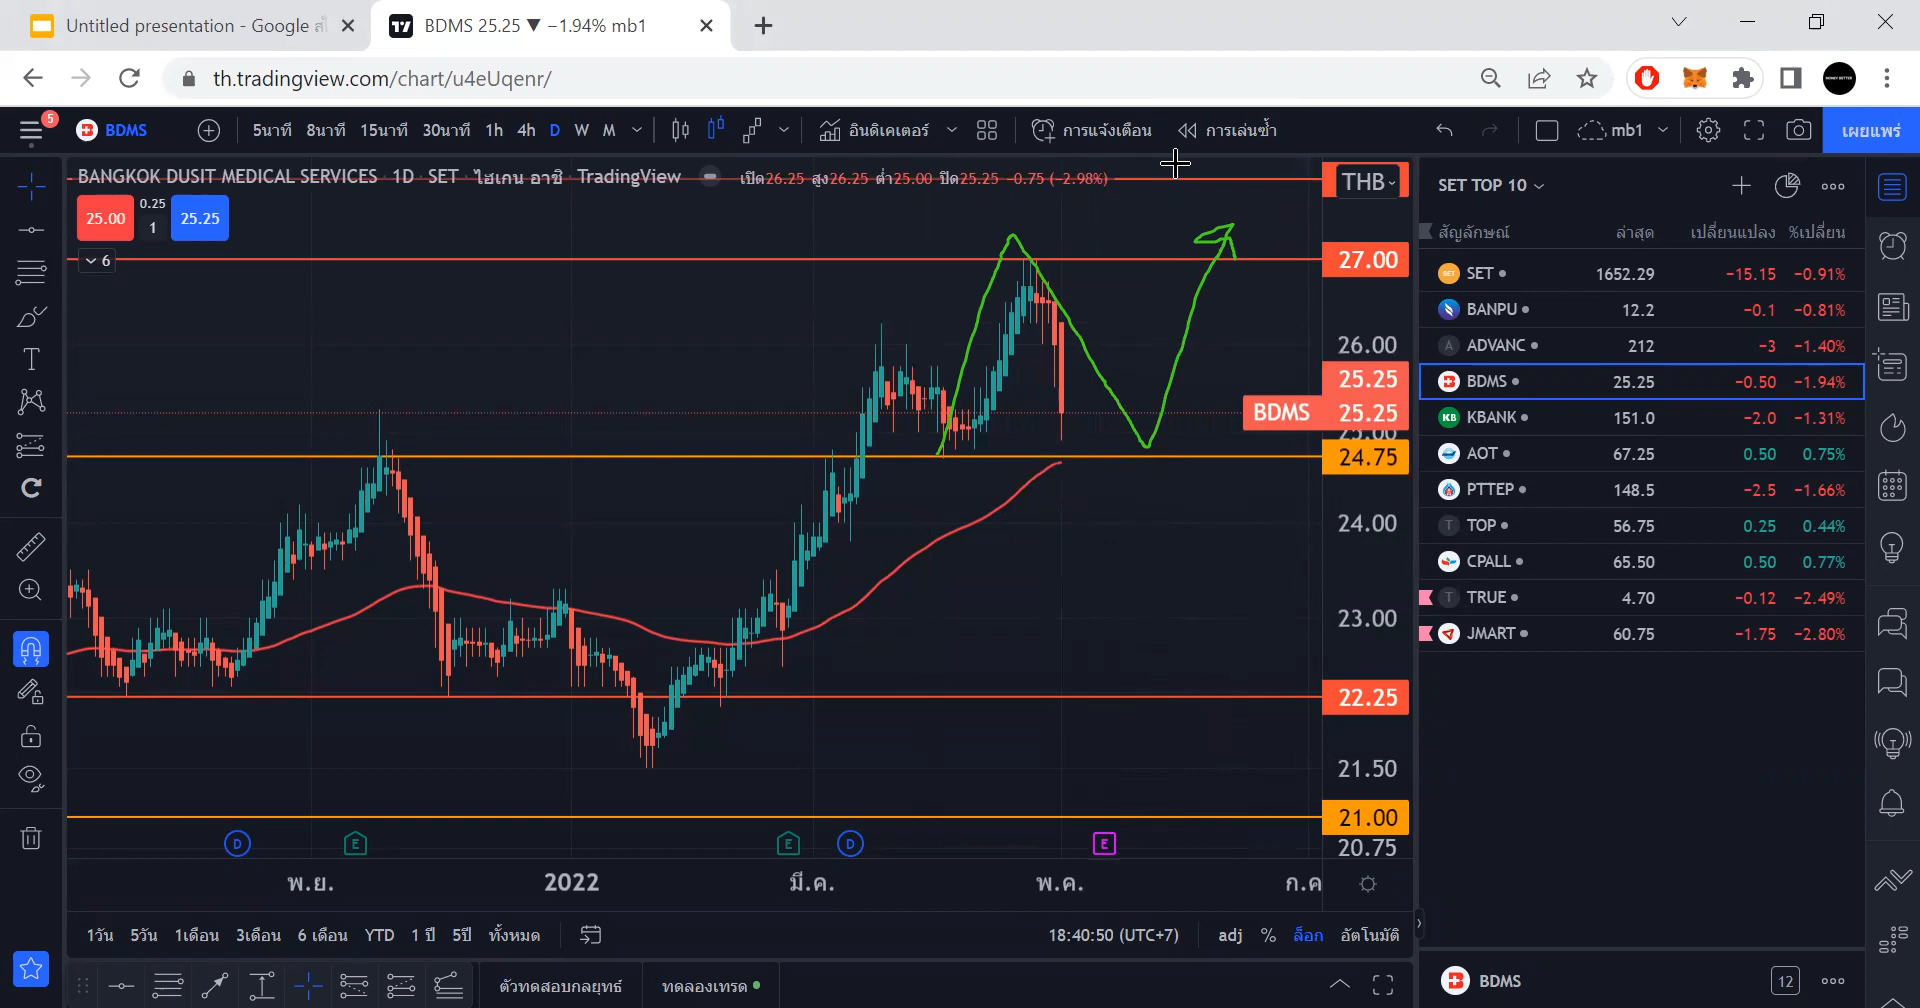 Untitled presentation - Google ส
BDMS 25.25 ▼ −1.94% mb1
th.tradingview.com/chart/u4eUqenr/
5
BDMS
5นาที 8นาที 15นาที 30นาที 1h 4h D W M
อินดิเคเตอร์
การแจ้งเตือน
การเล่นซ้ำ
mb1
เผยแพร่
BANGKOK DUSIT MEDICAL SERVICES · 1D · SET · ไฮเกน อาชิ · TradingView
เปิด26.25 สูง26.25 ต่ำ25.00 ปิด25.25 −0.75 (−2.98%)
THB
25.00
0.25
1
25.25
6
27.00
26.00
25.25
BDMS 25.25
25.00
24.75
24.00
23.00
22.25
21.50
21.00
20.75
D E E D E
พ.ย. 2022 มี.ค. พ.ค. ก.ค
1วัน 5วัน 1เดือน 3เดือน 6 เดือน YTD 1 ปี 5ปี ทั้งหมด
18:40:50 (UTC+7) adj % ล็อก อัตโนมัติ
ตัวทดสอบกลยุทธ์ ทดลองเทรด
SET TOP 10
สัญลักษณ์ ล่าสุด เปลี่ยนแปลง %เปลี่ยน
SET 1652.29 −15.15 −0.91%
BANPU 12.2 −0.1 −0.81%
A ADVANC 212 −3 −1.40%
BDMS 25.25 −0.50 −1.94%
KB KBANK 151.0 −2.0 −1.31%
AOT 67.25 0.50 0.75%
PTTEP 148.5 −2.5 −1.66%
T TOP 56.75 0.25 0.44%
CPALL 65.50 0.50 0.77%
T TRUE 4.70 −0.12 −2.49%
JMART 60.75 −1.75 −2.80%
BDMS
12